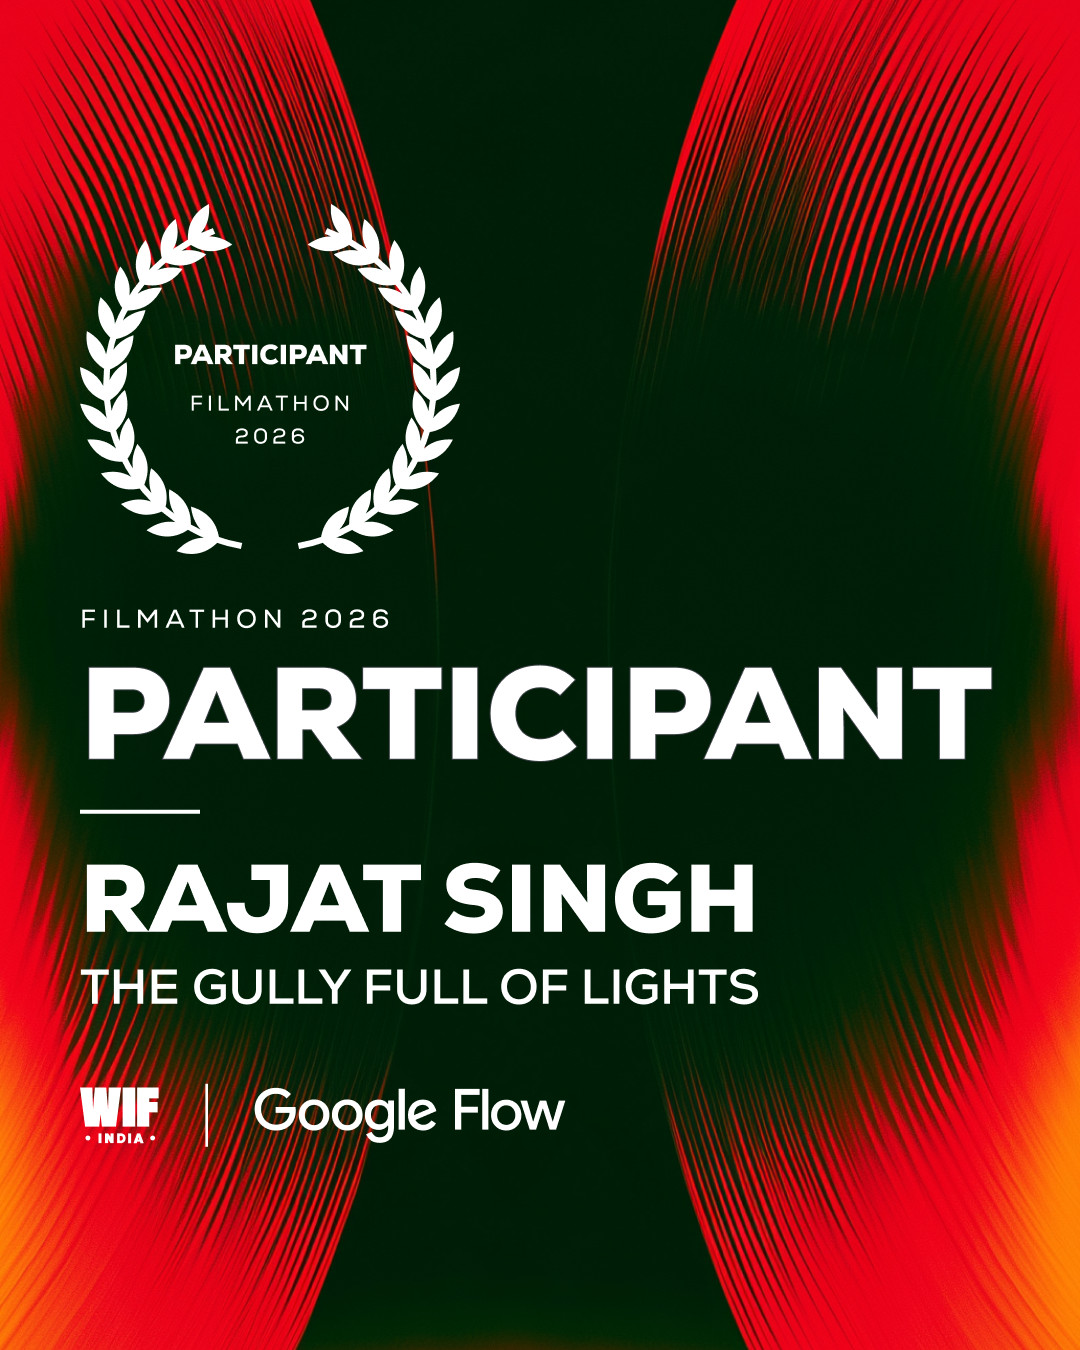 PARTICIPANT
FILMATHON
2026
FILMATHON 2026
PARTICIPANT
RAJAT SINGH
THE GULLY FULL OF LIGHTS
WIF
• INDIA •
Google Flow